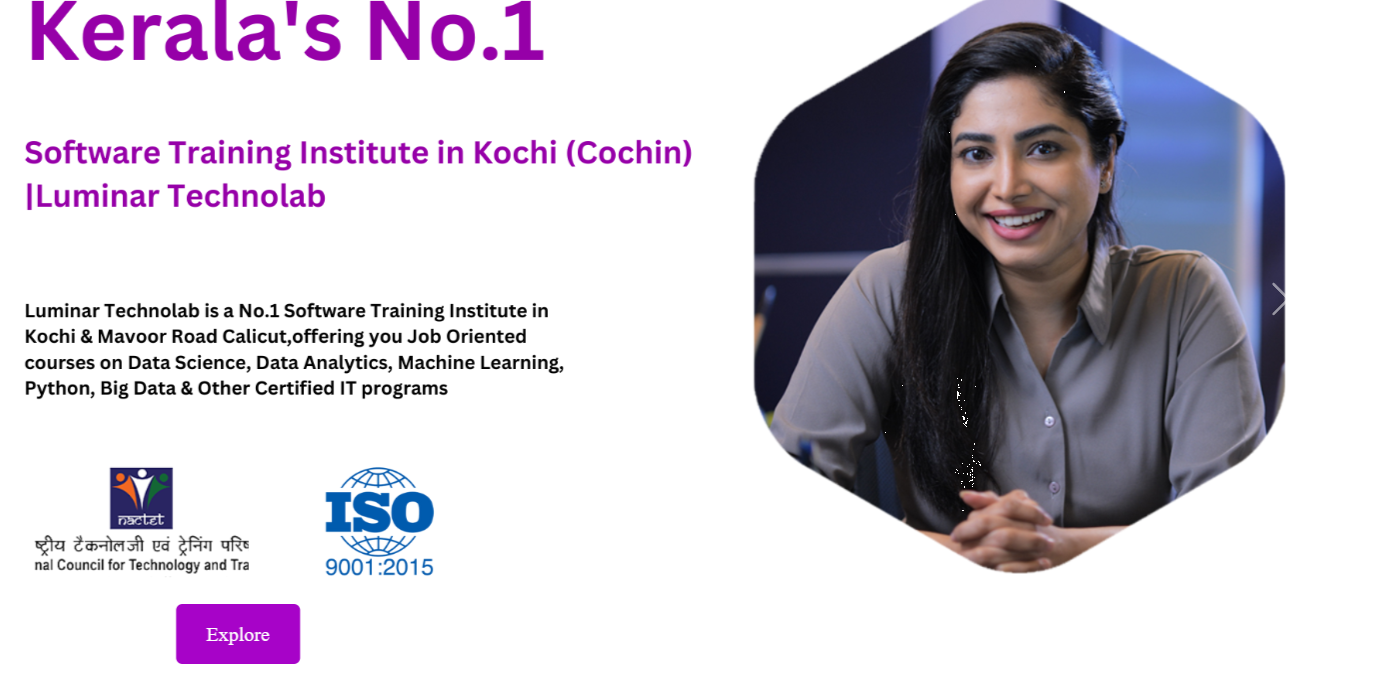 Kerala's No.1
Software Training Institute in Kochi (Cochin)
|Luminar Technolab
Luminar Technolab is a No.1 Software Training Institute in
Kochi & Mavoor Road Calicut,offering you Job Oriented
courses on Data Science, Data Analytics, Machine Learning,
Python, Big Data & Other Certified IT programs
nactet
ष्ट्रीय टैकनोलजी एवं ट्रेनिंग परिष
nal Council for Technology and Tra
ISO
9001:2015
Explore